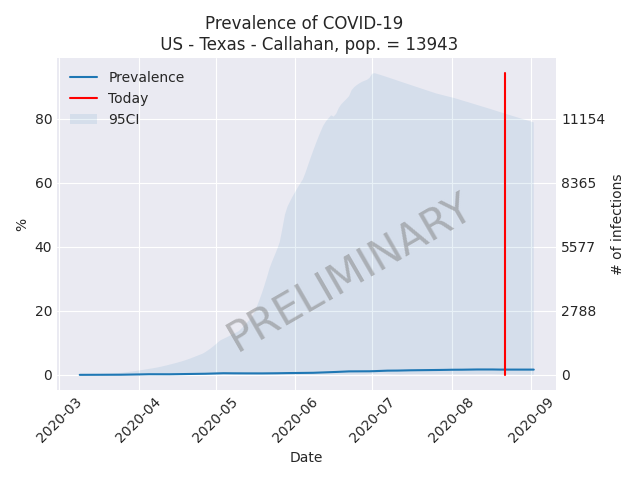 Prevalence of COVID-19
US - Texas - Callahan, pop. = 13943
Prevalence
Today
95CI
80
60
40
20
0
%
11154
8365
5577
2788
0
# of infections
PRELIMINARY
2020-03
2020-04
2020-05
2020-06
2020-07
2020-08
2020-09
Date